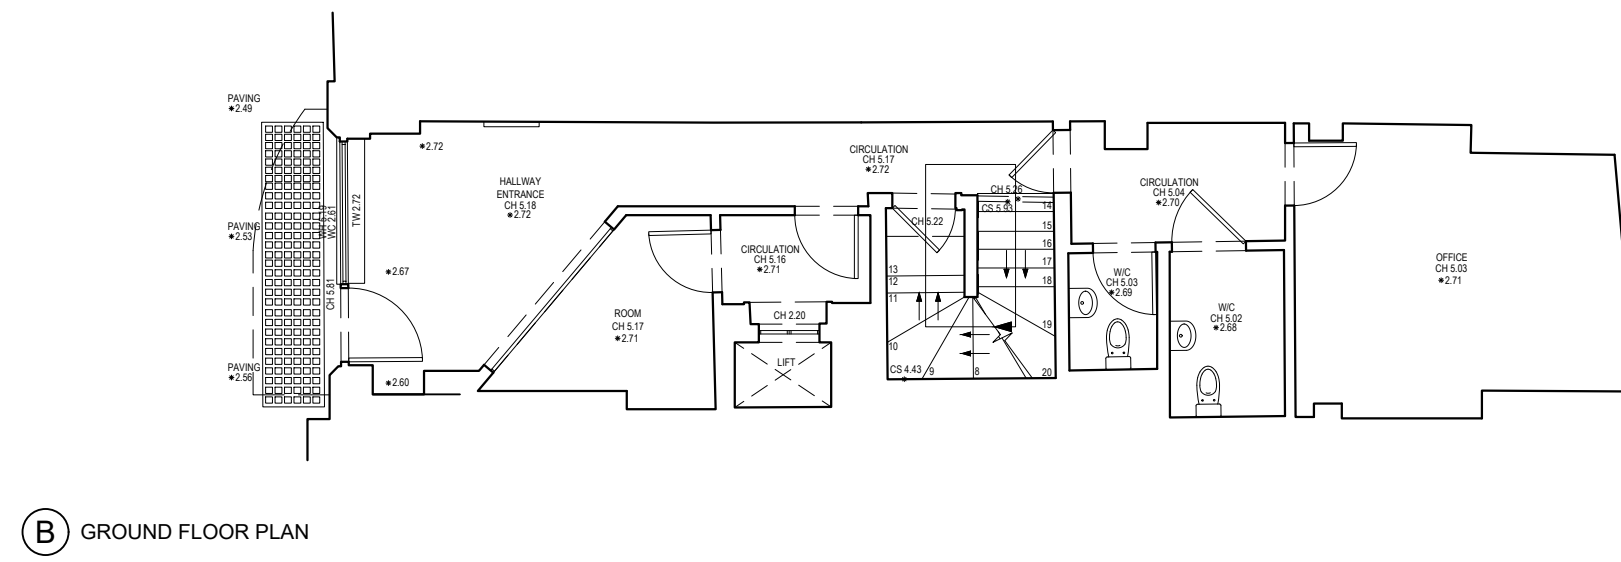 PAVING
✱2.49
PAVING
✱2.53
PAVING
✱2.56
WC 2.61
TW 2.72
CH 5.81
✱2.72
✱2.67
✱2.60
HALLWAY
ENTRANCE
CH 5.18
✱2.72
ROOM
CH 5.17
✱2.71
CIRCULATION
CH 5.16
✱2.71
CH 2.20
LIFT
CIRCULATION
CH 5.17
✱2.72
CH 5.22
CH 5.26
CS 5.93
14
15
16
17
18
19
20
13
12
11
10
9
8
CS 4.43
CIRCULATION
CH 5.04
✱2.70
W/C
CH 5.03
✱2.69
W/C
CH 5.02
✱2.68
OFFICE
CH 5.03
✱2.71
B GROUND FLOOR PLAN